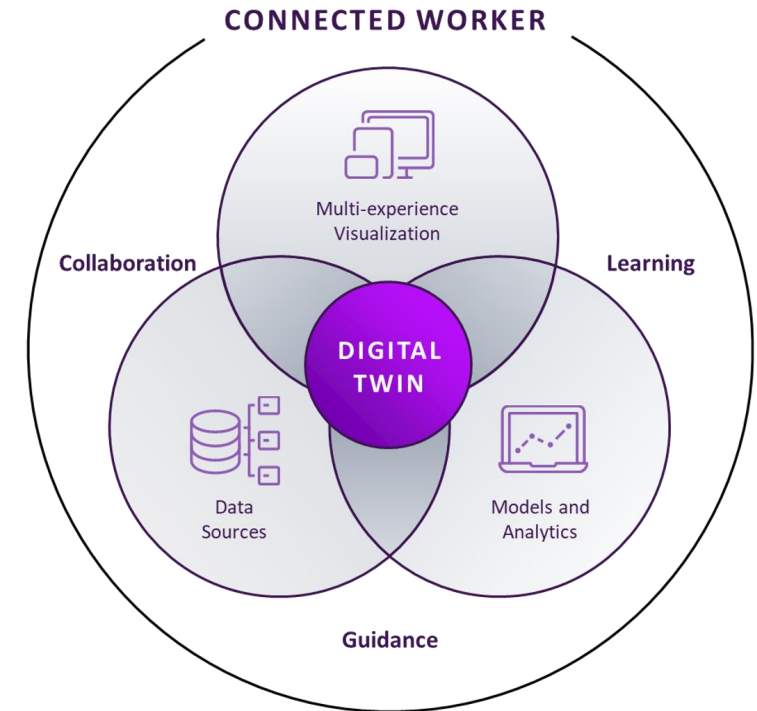 CONNECTED WORKER
Multi-experience
Visualization
Collaboration
Learning
DIGITAL
TWIN
Data
Sources
Models and
Analytics
Guidance